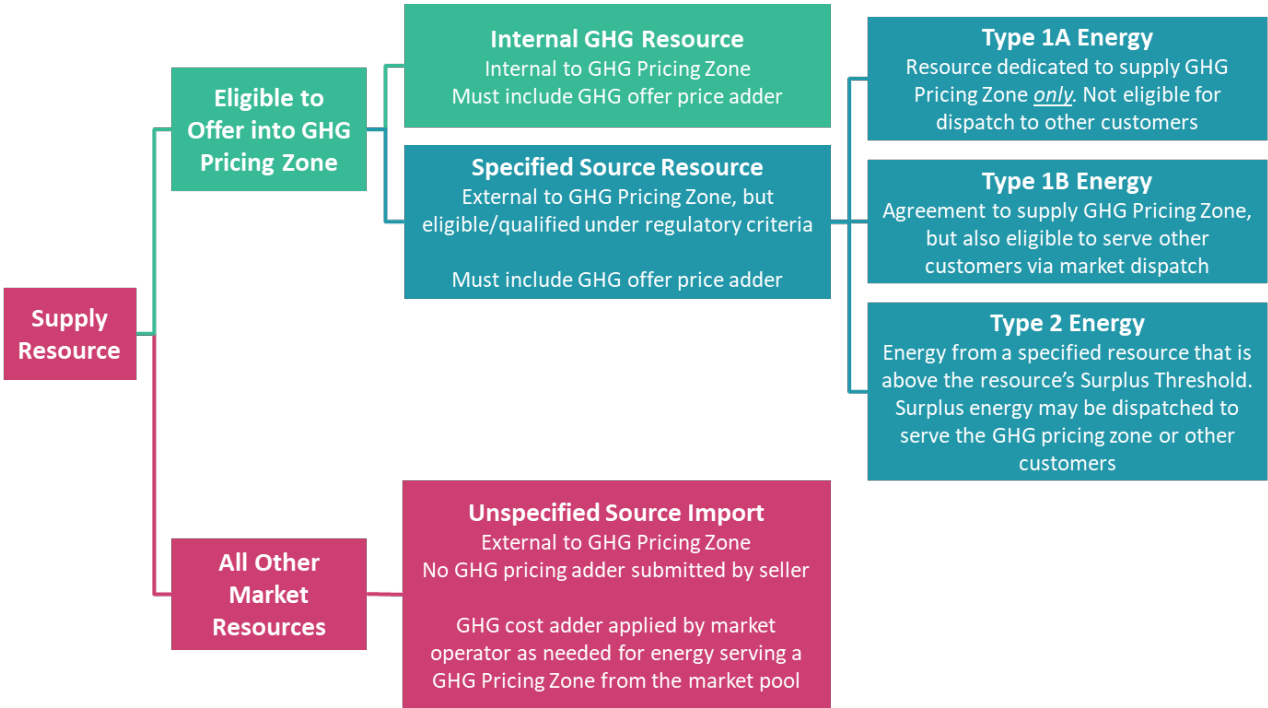 Supply
Resource
Eligible to
Offer into GHG
Pricing Zone
Internal GHG Resource
Internal to GHG Pricing Zone
Must include GHG offer price adder
Specified Source Resource
External to GHG Pricing Zone, but
eligible/qualified under regulatory criteria
Must include GHG offer price adder
Type 1A Energy
Resource dedicated to supply GHG
Pricing Zone only. Not eligible for
dispatch to other customers
Type 1B Energy
Agreement to supply GHG Pricing Zone,
but also eligible to serve other
customers via market dispatch
Type 2 Energy
Energy from a specified resource that is
above the resource’s Surplus Threshold.
Surplus energy may be dispatched to
serve the GHG pricing zone or other
customers
All Other
Market
Resources
Unspecified Source Import
External to GHG Pricing Zone
No GHG pricing adder submitted by seller
GHG cost adder applied by market
operator as needed for energy serving a
GHG Pricing Zone from the market pool